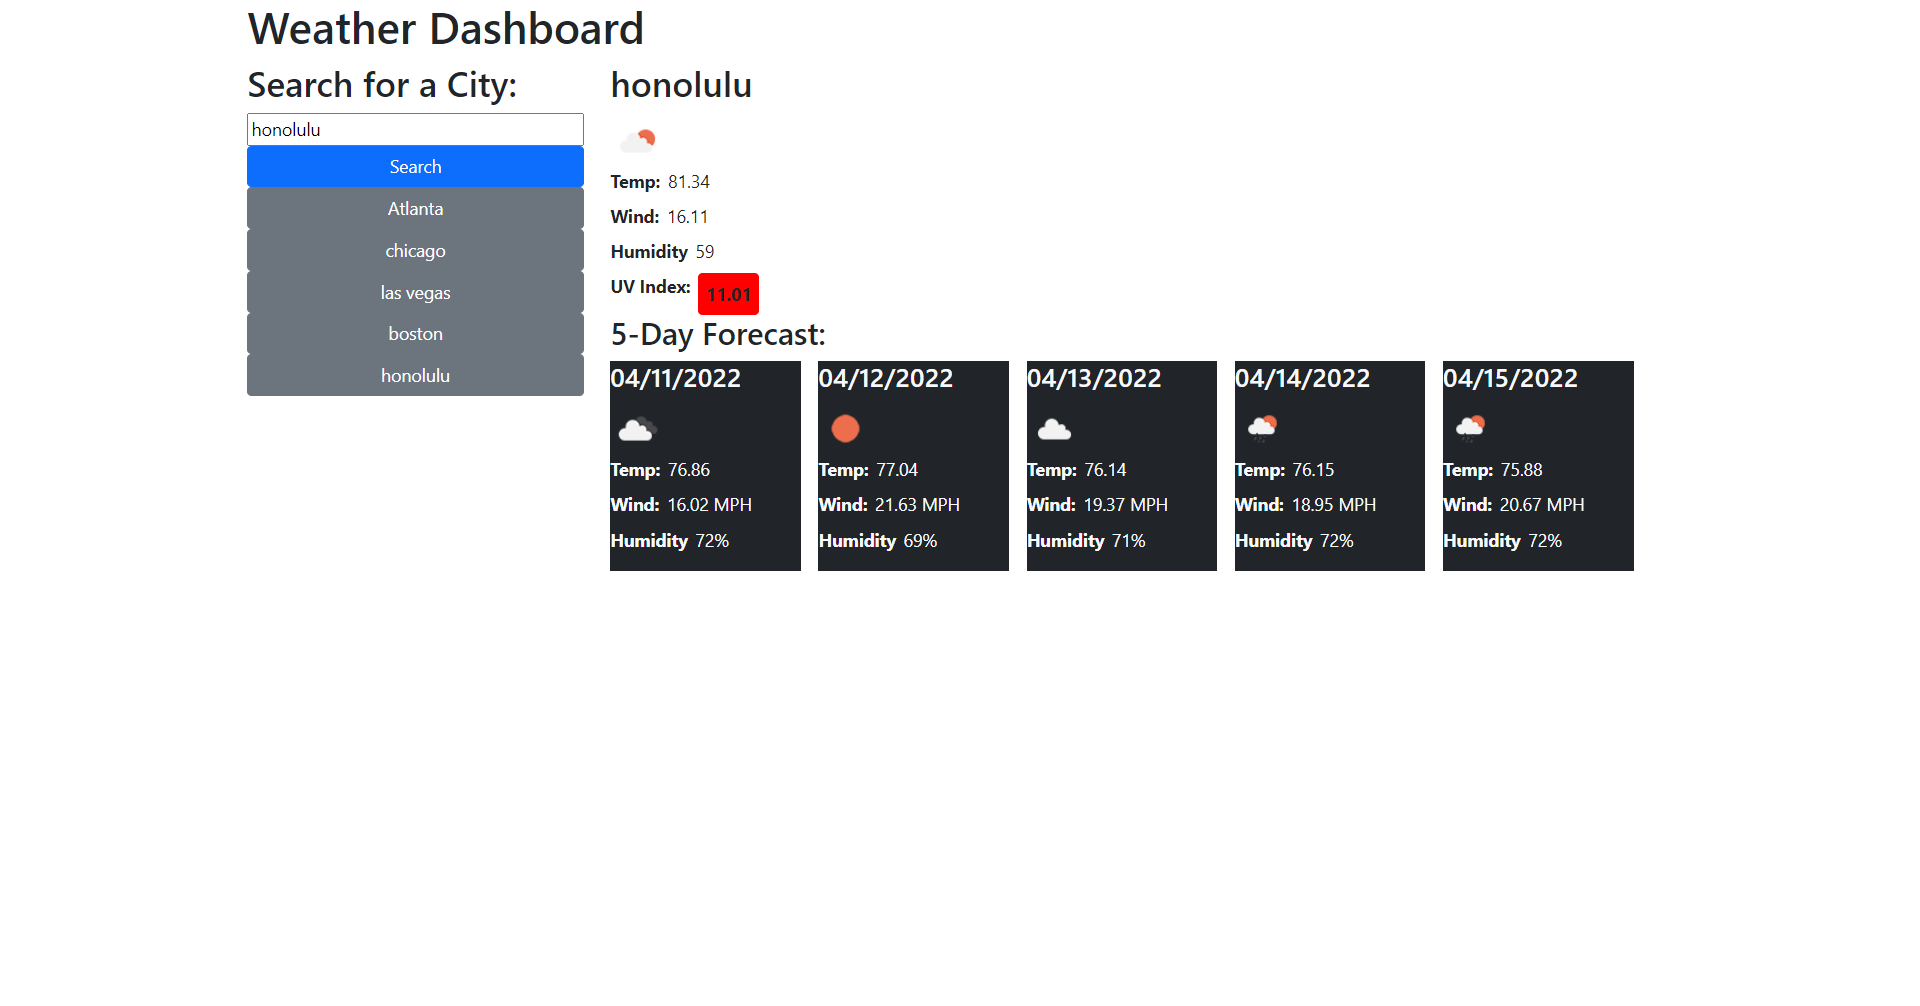 Weather Dashboard
Search for a City:
honolulu
Search
Atlanta
chicago
las vegas
boston
honolulu
honolulu
Temp: 81.34
Wind: 16.11
Humidity 59
UV Index: 11.01
5-Day Forecast:
04/11/2022
Temp: 76.86
Wind: 16.02 MPH
Humidity 72%
04/12/2022
Temp: 77.04
Wind: 21.63 MPH
Humidity 69%
04/13/2022
Temp: 76.14
Wind: 19.37 MPH
Humidity 71%
04/14/2022
Temp: 76.15
Wind: 18.95 MPH
Humidity 72%
04/15/2022
Temp: 75.88
Wind: 20.67 MPH
Humidity 72%